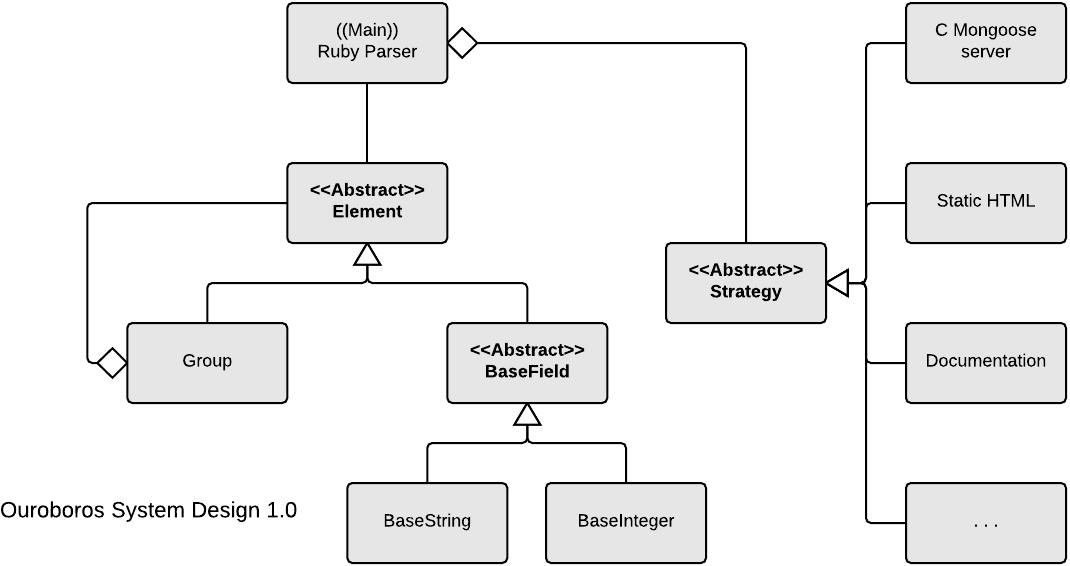 ((Main))
Ruby Parser
C Mongoose
server
<<Abstract>>
Element
Static HTML
<<Abstract>>
Strategy
Group
<<Abstract>>
BaseField
Documentation
BaseString
BaseInteger
. . .
Ouroboros System Design 1.0